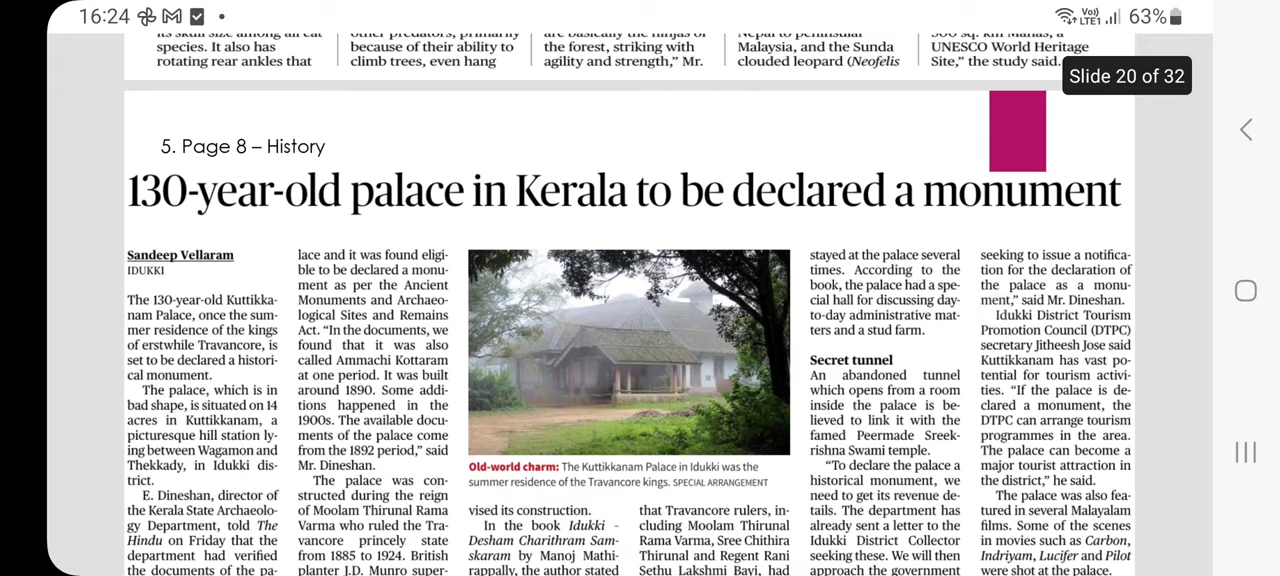 16:24
Vo))
LTE1
63%
species. It also has
rotating rear ankles that
other predators, primarily
because of their ability to
climb trees, even hang
are basically the ninjas of
the forest, striking with
agility and strength,” Mr.
Nepal to peninsular
Malaysia, and the Sunda
clouded leopard (Neofelis
UNESCO World Heritage
Site,” the study said.
Slide 20 of 32
5. Page 8 – History
130-year-old palace in Kerala to be declared a monument
Sandeep Vellaram
IDUKKI
The 130-year-old Kuttikka-
nam Palace, once the sum-
mer residence of the kings
of erstwhile Travancore, is
set to be declared a histori-
cal monument.
The palace, which is in
bad shape, is situated on 14
acres in Kuttikkanam, a
picturesque hill station ly-
ing between Wagamon and
Thekkady, in Idukki dis-
trict.
E. Dineshan, director of
the Kerala State Archaeolo-
gy Department, told The
Hindu on Friday that the
department had verified
the documents of the pa-
lace and it was found eligi-
ble to be declared a monu-
ment as per the Ancient
Monuments and Archaeo-
logical Sites and Remains
Act. “In the documents, we
found that it was also
called Ammachi Kottaram
at one period. It was built
around 1890. Some addi-
tions happened in the
1900s. The available docu-
ments of the palace come
from the 1892 period,” said
Mr. Dineshan.
The palace was con-
structed during the reign
of Moolam Thirunal Rama
Varma who ruled the Tra-
vancore princely state
from 1885 to 1924. British
planter J.D. Munro super-
Old-world charm: The Kuttikkanam Palace in Idukki was the
summer residence of the Travancore kings. SPECIAL ARRANGEMENT
vised its construction.
In the book Idukki -
Desham Charithram Sam-
skaram by Manoj Mathi-
rappally, the author stated
that Travancore rulers, in-
cluding Moolam Thirunal
Rama Varma, Sree Chithira
Thirunal and Regent Rani
Sethu Lakshmi Bayi, had
stayed at the palace several
times. According to the
book, the palace had a spe-
cial hall for discussing day-
to-day administrative mat-
ters and a stud farm.
Secret tunnel
An abandoned tunnel
which opens from a room
inside the palace is be-
lieved to link it with the
famed Peermade Sreek-
rishna Swami temple.
“To declare the palace a
historical monument, we
need to get its revenue de-
tails. The department has
already sent a letter to the
Idukki District Collector
seeking these. We will then
approach the government
seeking to issue a notifica-
tion for the declaration of
the palace as a monu-
ment,” said Mr. Dineshan.
Idukki District Tourism
Promotion Council (DTPC)
secretary Jitheesh Jose said
Kuttikkanam has vast po-
tential for tourism activi-
ties. “If the palace is de-
clared a monument, the
DTPC can arrange tourism
programmes in the area.
The palace can become a
major tourist attraction in
the district,” he said.
The palace was also fea-
tured in several Malayalam
films. Some of the scenes
in movies such as Carbon,
Indriyam, Lucifer and Pilot
were shot at the palace.